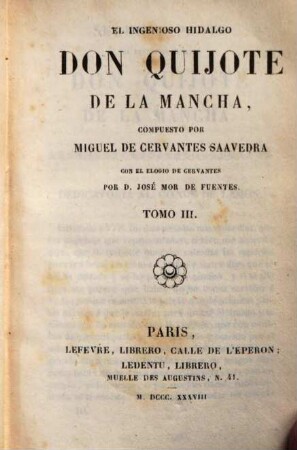 EL INGENIOSO HIDALGO
DON QUIJOTE
DE LA MANCHA,
COMPUESTO POR
MIGUEL DE CERVANTES SAAVEDRA
CON EL ELOGIO DE CERVANTES
POR D. JOSÉ MOR DE FUENTES.
TOMO III.
PARIS,
LEFEVRE, LIBRERO, CALLE DE L'EPERON;
LEDENTU, LIBRERO,
MUELLE DES AUGUSTINS, N. 41.
M. DCCC. XXXVIII